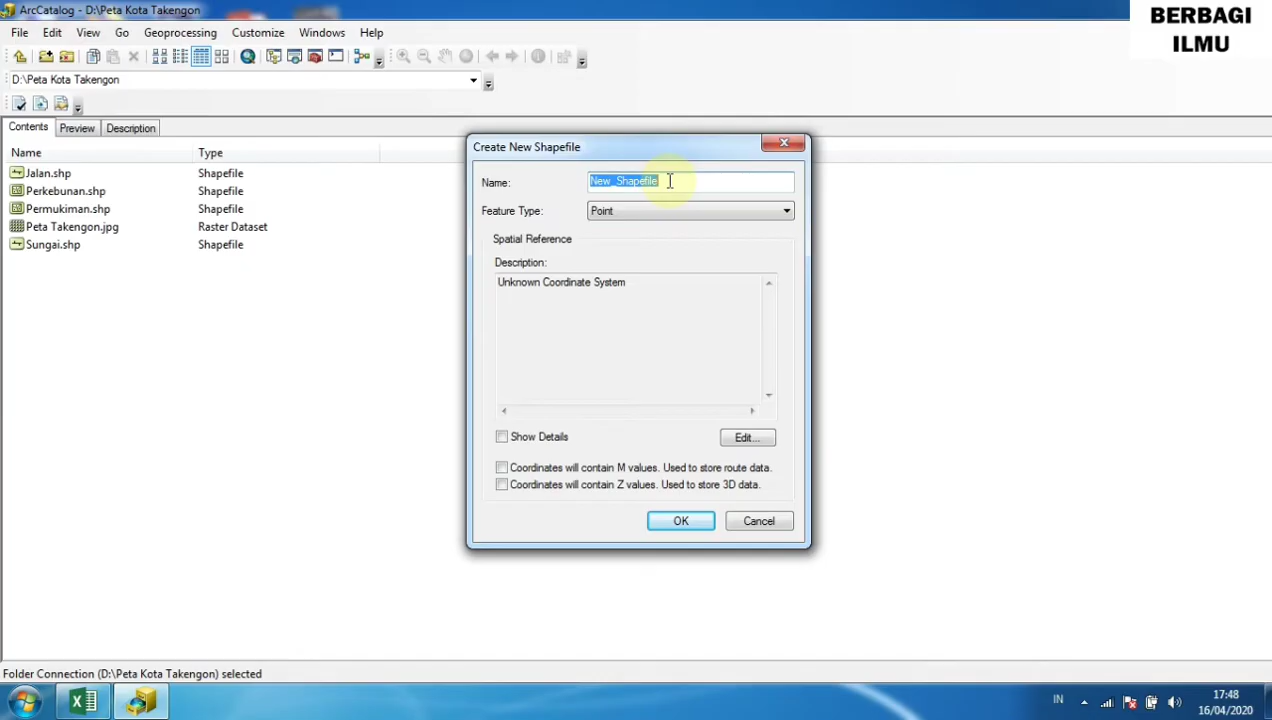 ArcCatalog - D:\Peta Kota Takengon
BERBAGI
ILMU
File Edit View Go Geoprocessing Customize Windows Help
D:\Peta Kota Takengon
Contents Preview Description
Name Type
Jalan.shp Shapefile
Perkebunan.shp Shapefile
Permukiman.shp Shapefile
Peta Takengon.jpg Raster Dataset
Sungai.shp Shapefile
Create New Shapefile
Name: New_Shapefile
Feature Type: Point
Spatial Reference
Description:
Unknown Coordinate System
Show Details Edit...
Coordinates will contain M values. Used to store route data.
Coordinates will contain Z values. Used to store 3D data.
OK Cancel
Folder Connection (D:\Peta Kota Takengon) selected
IN 17:48
16/04/2020